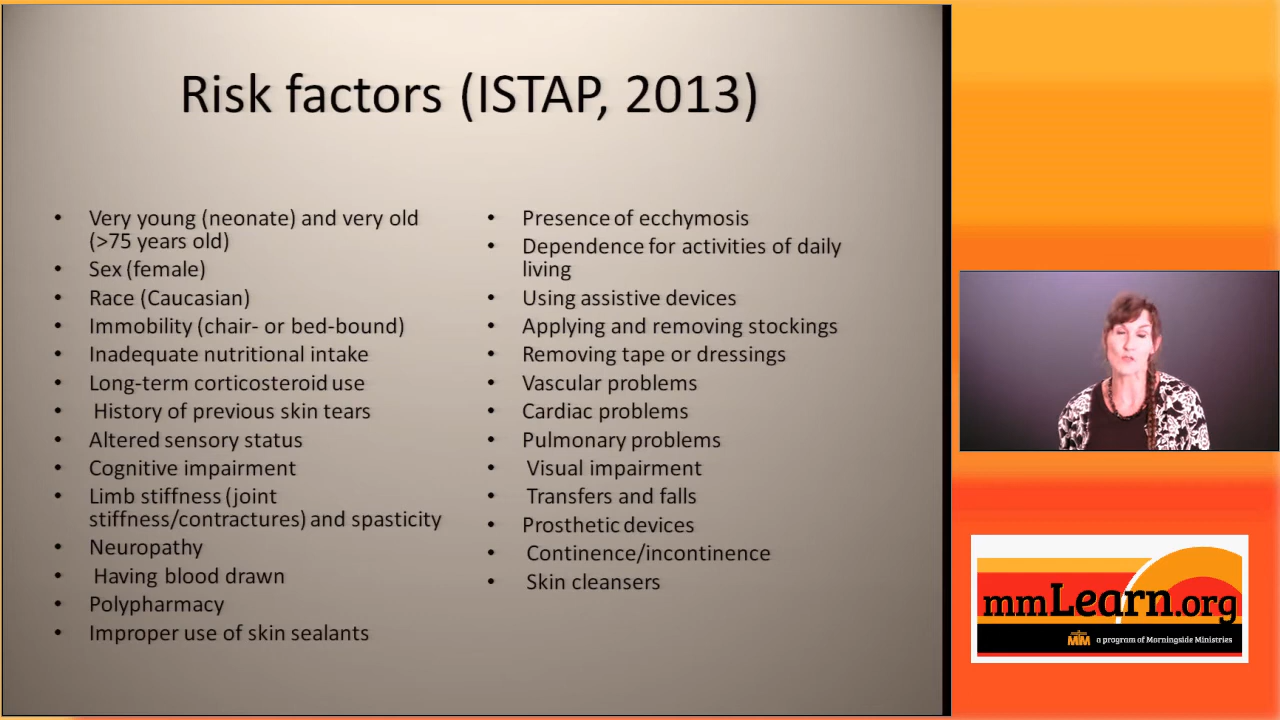 Risk factors (ISTAP, 2013)
• Very young (neonate) and very old
(>75 years old)
• Sex (female)
• Race (Caucasian)
• Immobility (chair- or bed-bound)
• Inadequate nutritional intake
• Long-term corticosteroid use
• History of previous skin tears
• Altered sensory status
• Cognitive impairment
• Limb stiffness (joint
stiffness/contractures) and spasticity
• Neuropathy
• Having blood drawn
• Polypharmacy
• Improper use of skin sealants
• Presence of ecchymosis
• Dependence for activities of daily
living
• Using assistive devices
• Applying and removing stockings
• Removing tape or dressings
• Vascular problems
• Cardiac problems
• Pulmonary problems
• Visual impairment
• Transfers and falls
• Prosthetic devices
• Continence/incontinence
• Skin cleansers
mmLearn.org
MM a program of Morningside Ministries